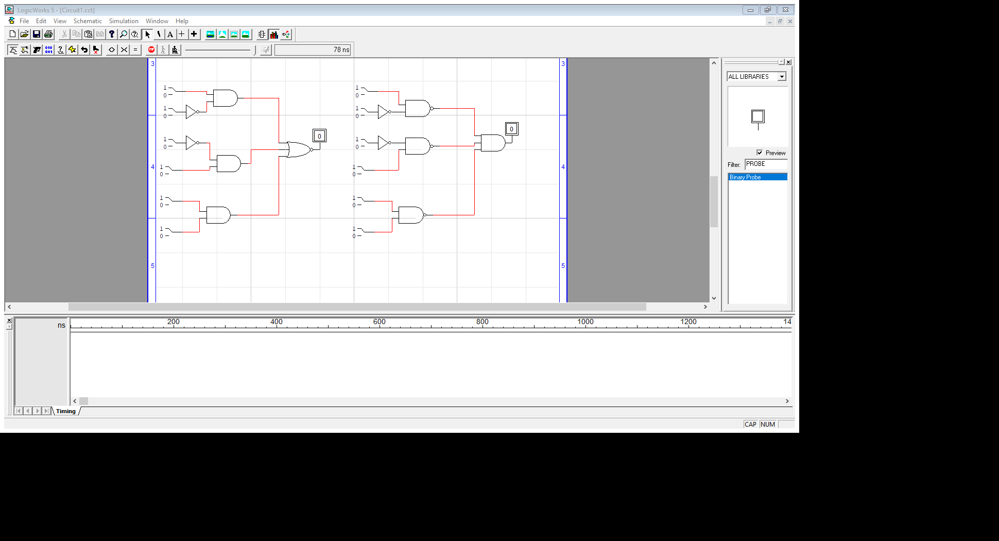 LogicWorks 5 - [Circuit1.cct]
File Edit View Schematic Simulation Window Help
78 ns
3 3
1 1
0 0
1 1
0 0
0 0
1 1
0 0
4 1 1 4
0 0
1 1
0 0
1 1
0 0
5 5
ALL LIBRARIES
Preview
Filter: PROBE
Binary Probe
ns 200 400 600 800 1000 1200 14
Timing
CAP NUM